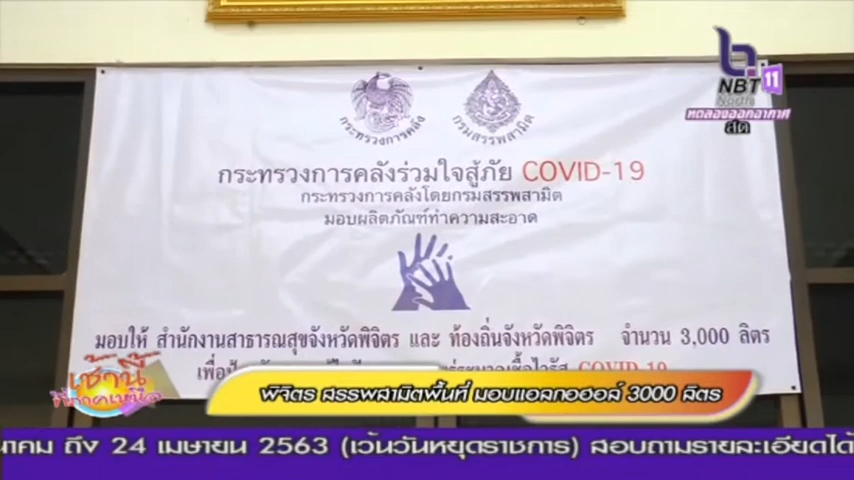 NBT 11
North
ทดลองออกอากาศ
สด
กระทรวงการคลัง
กรมสรรพสามิต
กระทรวงการคลังร่วมใจสู้ภัย COVID-19
กระทรวงการคลังโดยกรมสรรพสามิต
มอบผลิตภัณฑ์ทำความสะอาด
มอบให้ สำนักงานสาธารณสุขจังหวัดพิจิตร และ ท้องถิ่นจังหวัดพิจิตร จำนวน 3,000 ลิตร
COVID-19
เช้านี้
ที่ภาคเหนือ
พิจิตร สรรพสามิตพื้นที่ มอบแอลกอฮอล์ 3000 ลิตร
นาคม ถึง 24 เมษายน 2563 (เว้นวันหยุดราชการ) สอบถามรายละเอียดได้